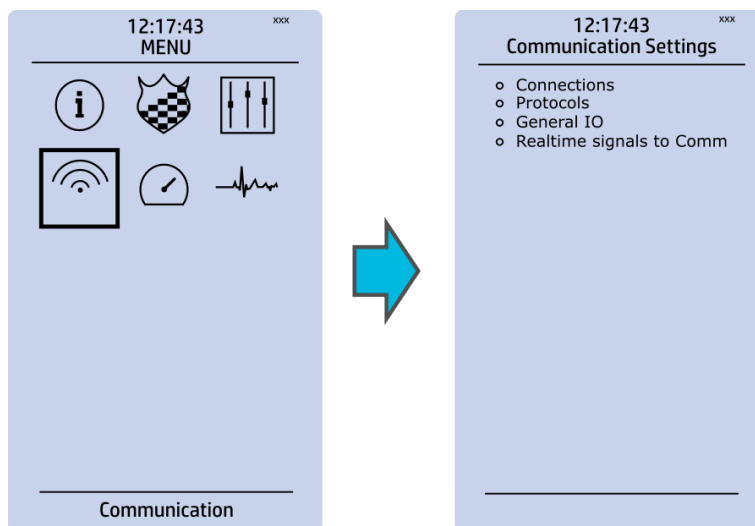 12:17:43
xxx
MENU
i
Communication
12:17:43
xxx
Communication Settings
Connections
Protocols
General IO
Realtime signals to Comm